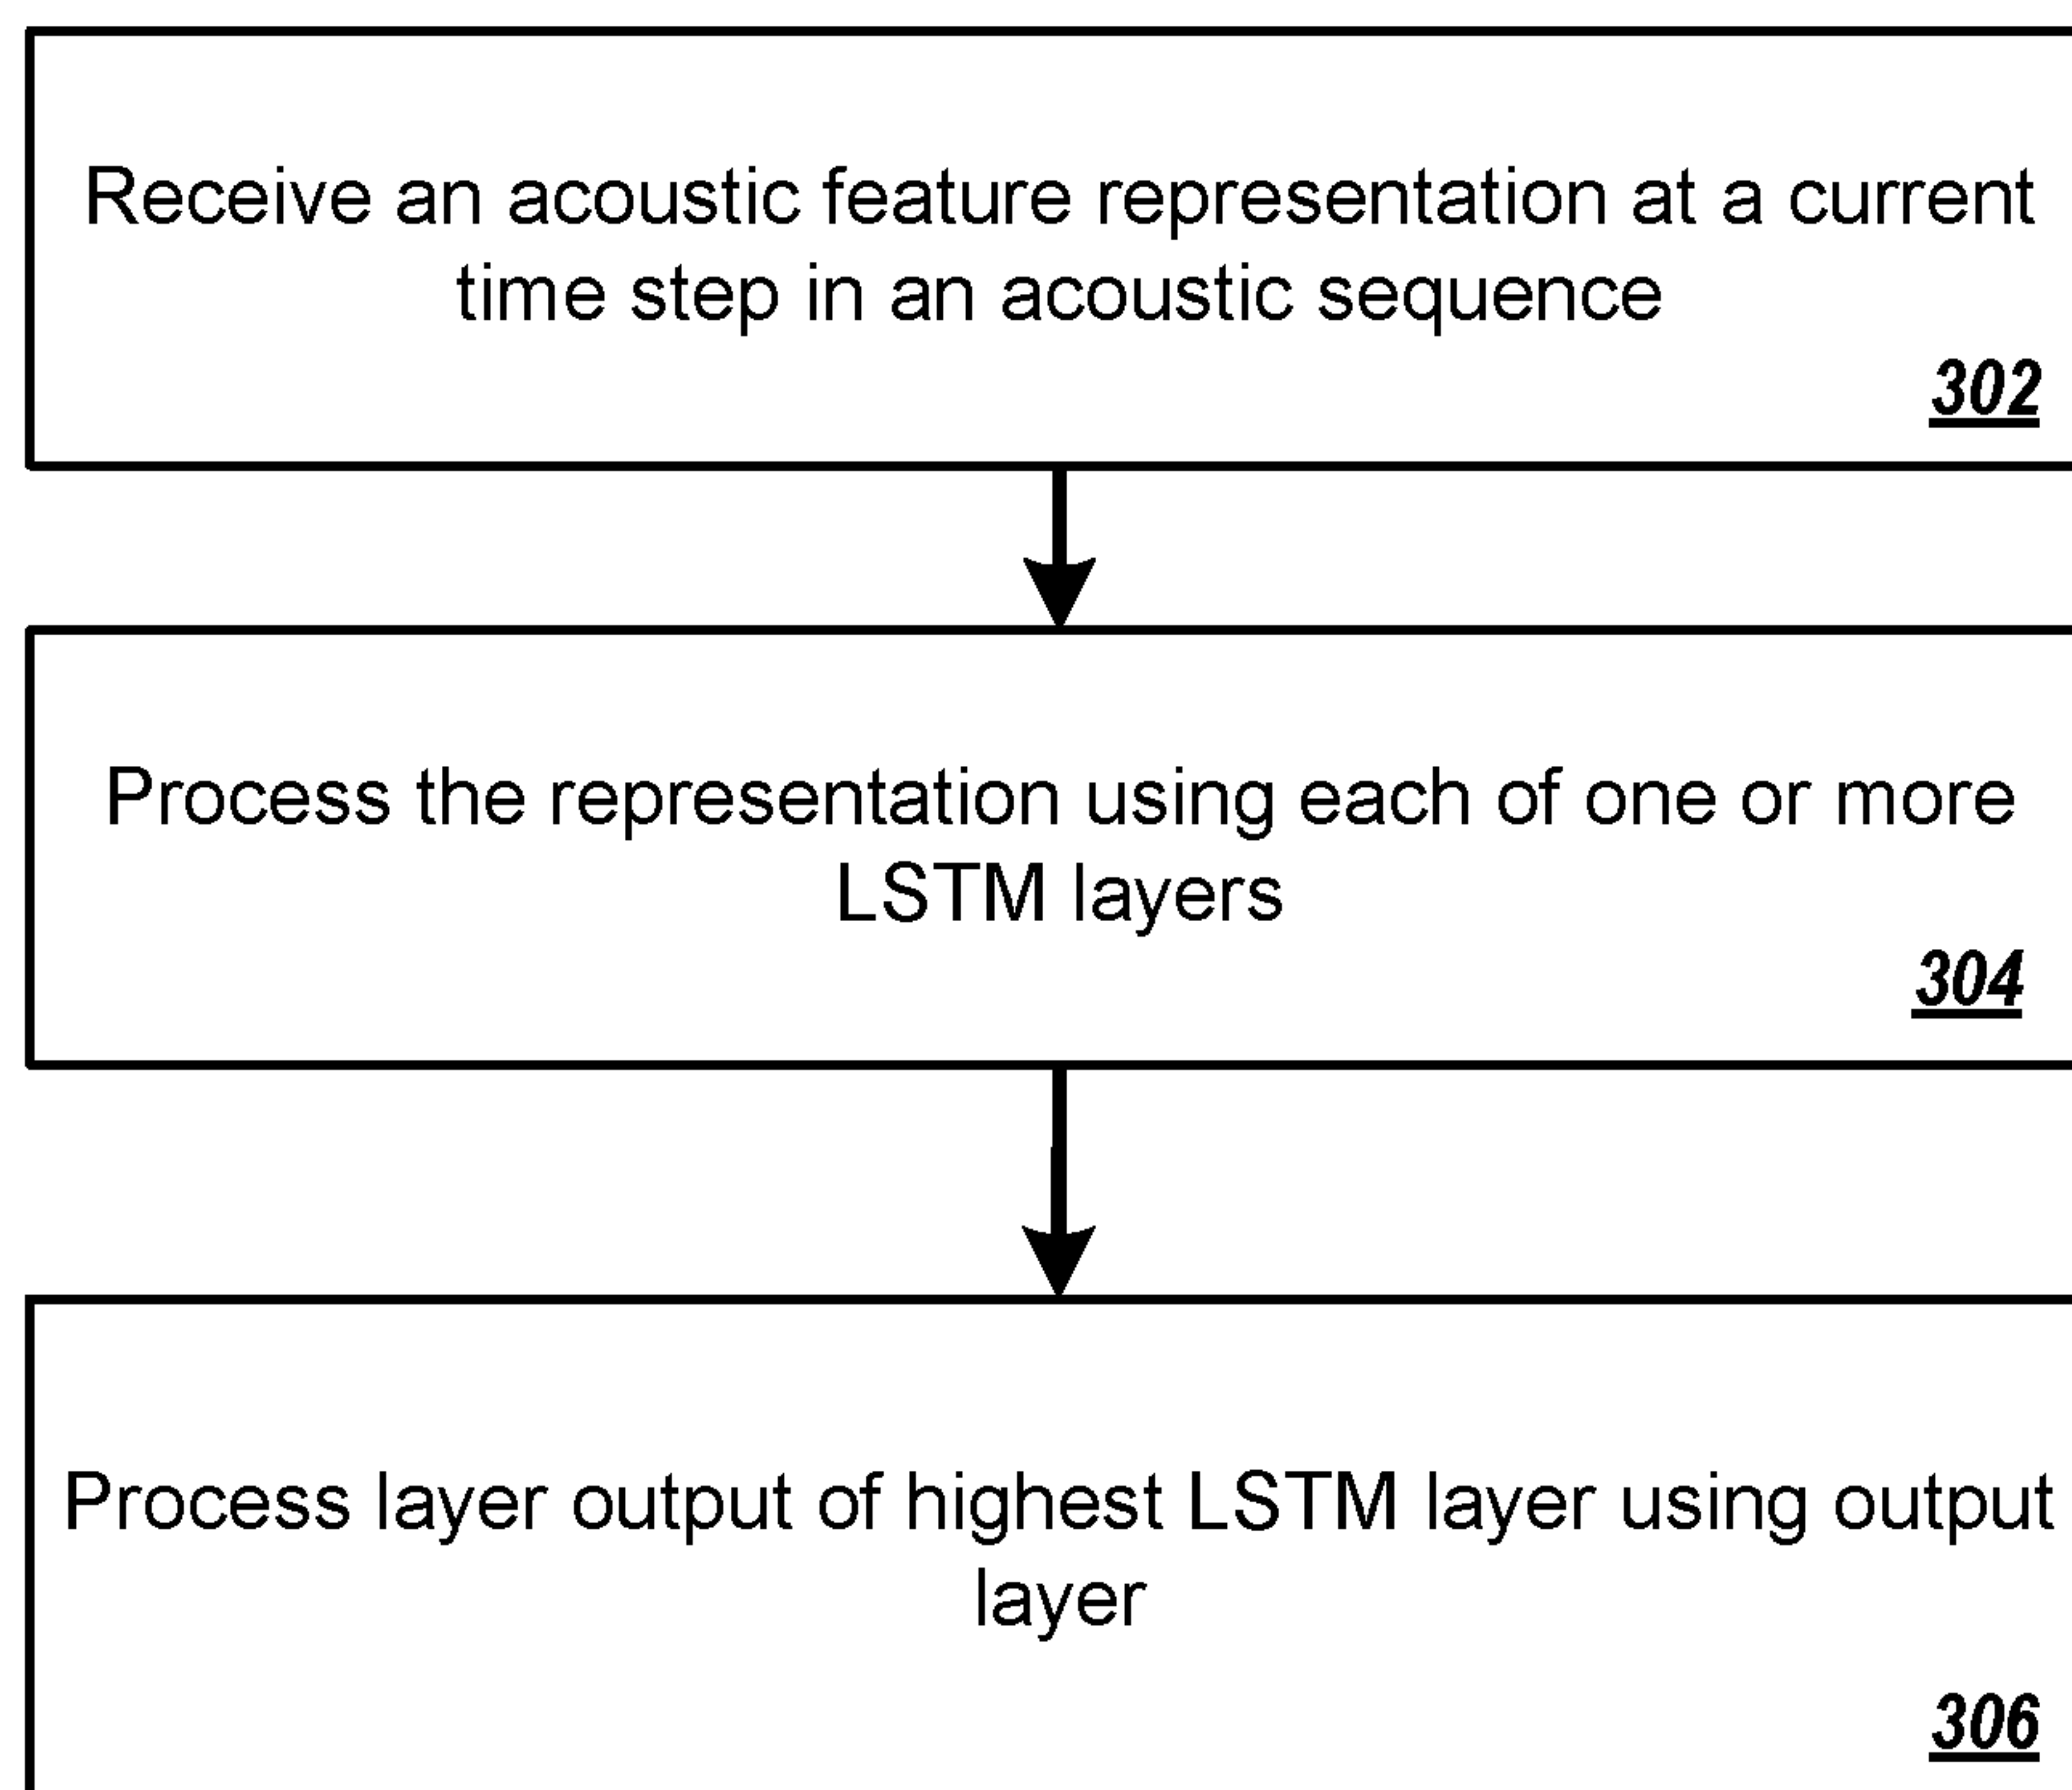 Receive an acoustic feature representation at a current
time step in an acoustic sequence
302
Process the representation using each of one or more
LSTM layers
304
Process layer output of highest LSTM layer using output
layer
306